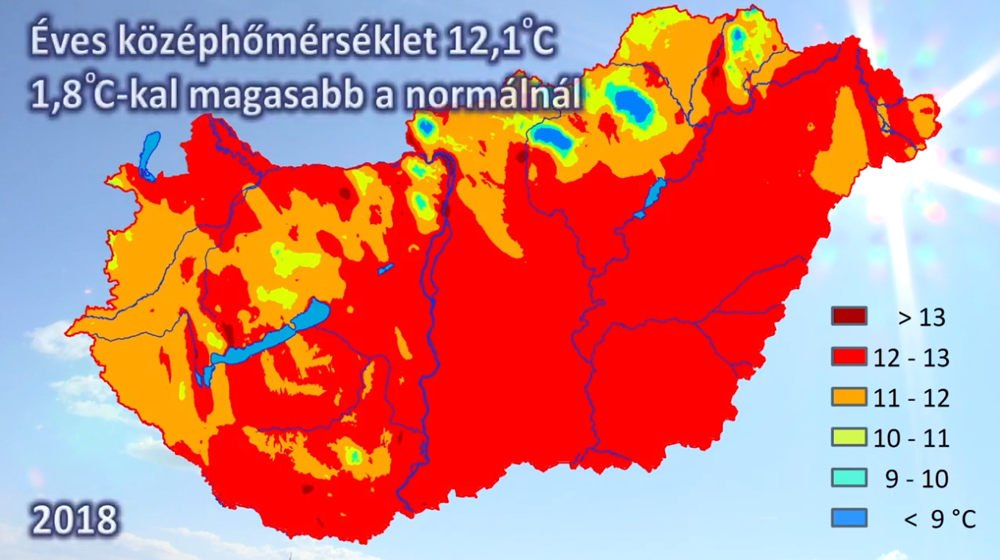 Éves középhőmérséklet 12,1°C
1,8°C-kal magasabb a normálnál
> 13
12 - 13
11 - 12
10 - 11
9 - 10
< 9 °C
2018